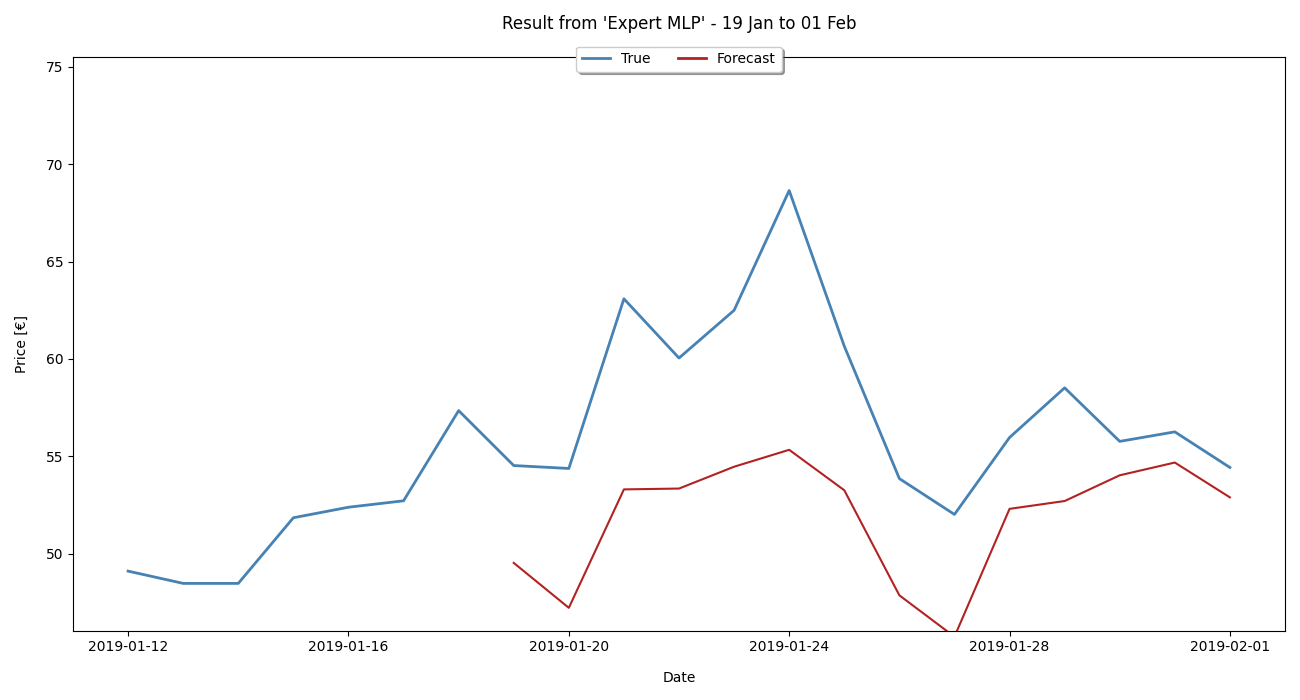 Result from 'Expert MLP' - 19 Jan to 01 Feb
True Forecast
75
70
65
60
55
50
Price [€]
2019-01-12 2019-01-16 2019-01-20 2019-01-24 2019-01-28 2019-02-01
Date